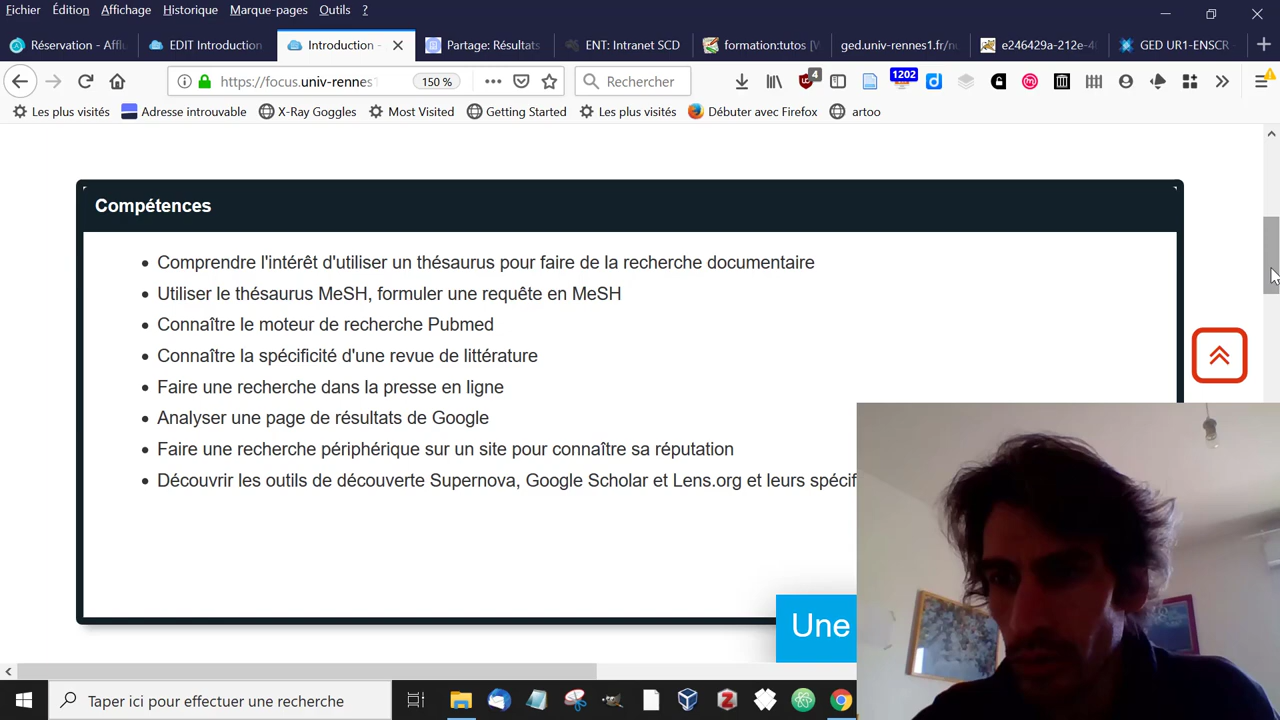 Fichier Édition Affichage Historique Marque-pages Outils ?
Réservation - Afflu
EDIT Introduction
Introduction -
Partage: Résultats
ENT: Intranet SCD
formation:tutos [W
ged.univ-rennes1.fr/nu
e246429a-212e-4
GED UR1-ENSCR -
https://focus.univ-rennes1
150 %
Rechercher
4
1202
Les plus visités
Adresse introuvable
X-Ray Goggles
Most Visited
Getting Started
Les plus visités
Débuter avec Firefox
artoo
Compétences
Comprendre l'intérêt d'utiliser un thésaurus pour faire de la recherche documentaire
Utiliser le thésaurus MeSH, formuler une requête en MeSH
Connaître le moteur de recherche Pubmed
Connaître la spécificité d'une revue de littérature
Faire une recherche dans la presse en ligne
Analyser une page de résultats de Google
Faire une recherche périphérique sur un site pour connaître sa réputation
Découvrir les outils de découverte Supernova, Google Scholar et Lens.org et leurs spécif
Une
Taper ici pour effectuer une recherche